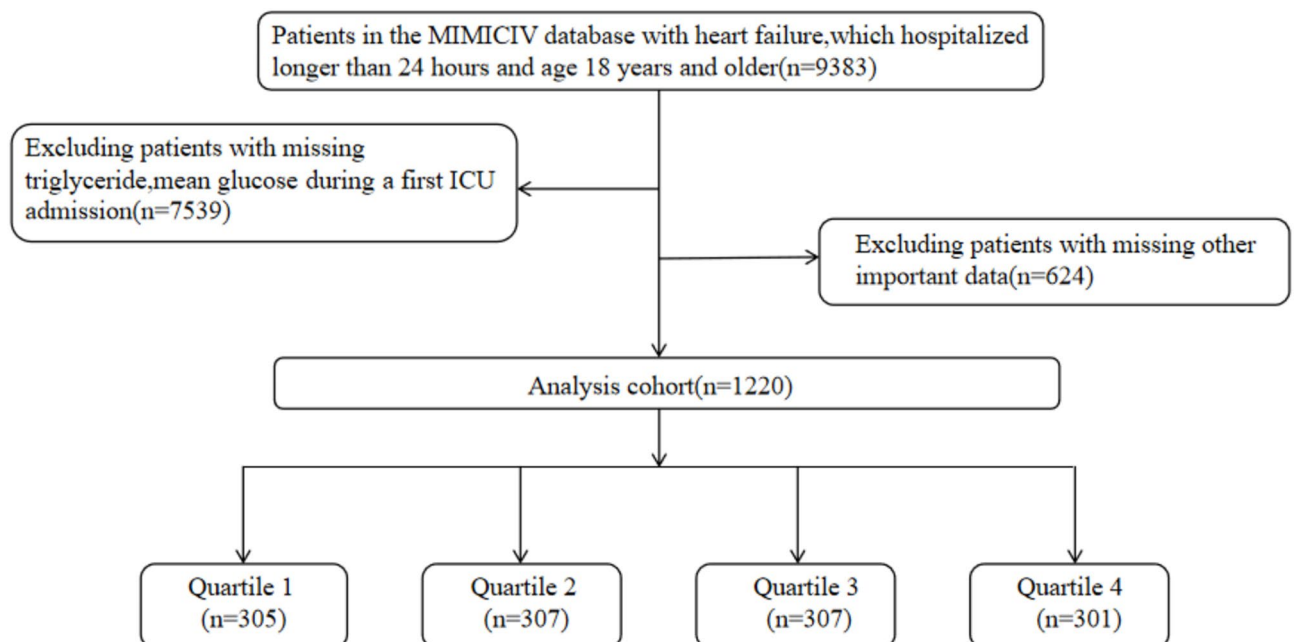 Patients in the MIMICIV database with heart failure,which hospitalized
longer than 24 hours and age 18 years and older(n=9383)
Excluding patients with missing
triglyceride,mean glucose during a first ICU
admission(n=7539)
Excluding patients with missing other
important data(n=624)
Analysis cohort(n=1220)
Quartile 1
(n=305)
Quartile 2
(n=307)
Quartile 3
(n=307)
Quartile 4
(n=301)